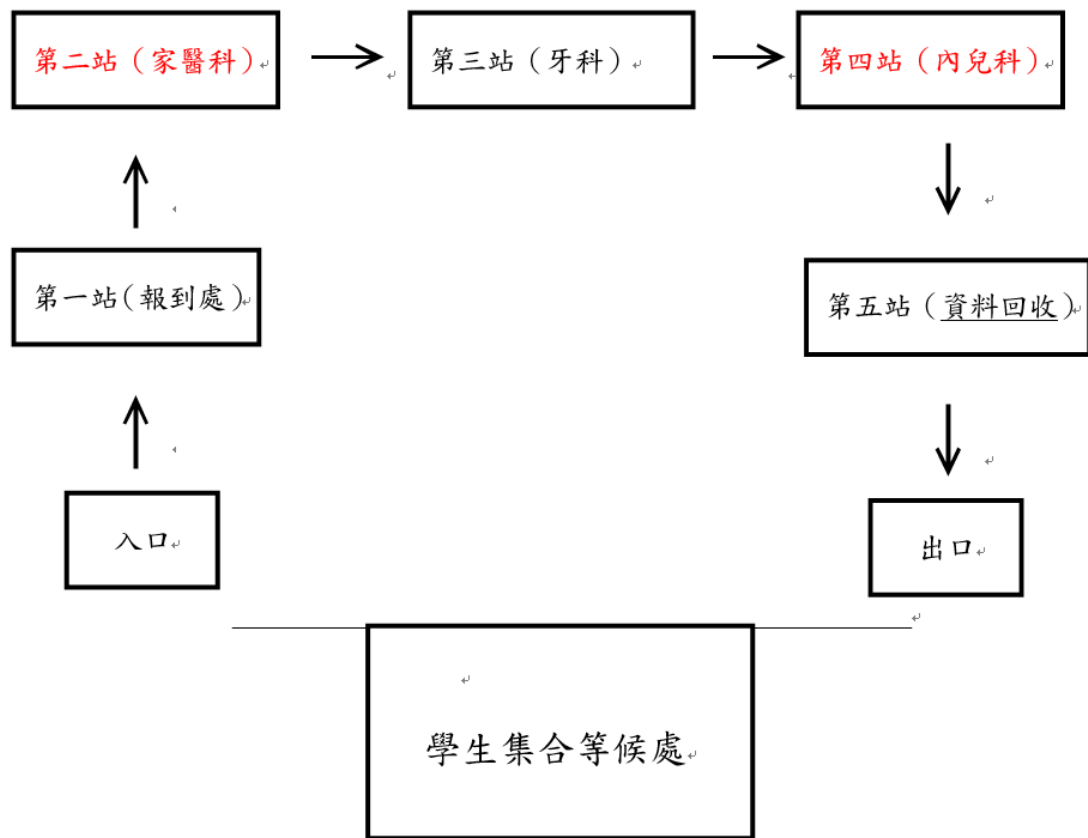 第二站（家醫科）
第三站（牙科）
第四站（內兒科）
第一站(報到處)
第五站（資料回收）
入口
出口
學生集合等候處